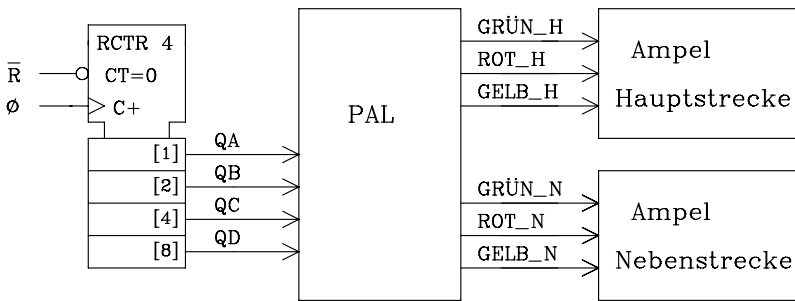 RCTR 4
R
CT=0
ø
C+
[1]
[2]
[4]
[8]
QA
QB
QC
QD
PAL
GRÜN_H
ROT_H
GELB_H
Ampel
Hauptstrecke
GRÜN_N
ROT_N
GELB_N
Ampel
Nebenstrecke